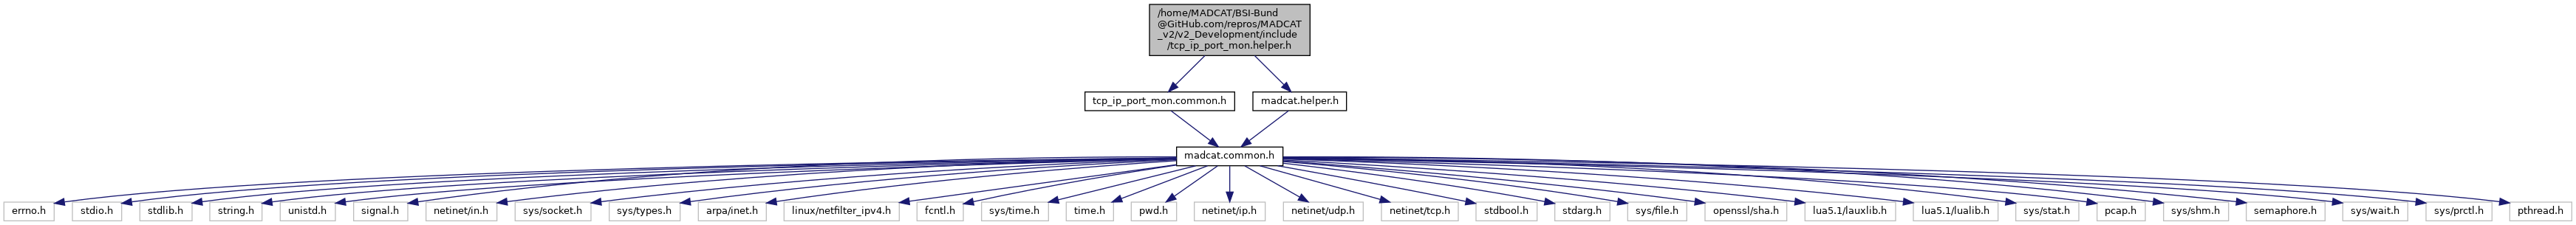 /home/MADCAT/BSI-Bund
@GitHub.com/repros/MADCAT
_v2/v2_Development/include
/tcp_ip_port_mon.helper.h
tcp_ip_port_mon.common.h
madcat.helper.h
madcat.common.h
errno.h
stdio.h
stdlib.h
string.h
unistd.h
signal.h
netinet/in.h
sys/socket.h
sys/types.h
arpa/inet.h
linux/netfilter_ipv4.h
fcntl.h
sys/time.h
time.h
pwd.h
netinet/ip.h
netinet/udp.h
netinet/tcp.h
stdbool.h
stdarg.h
sys/file.h
openssl/sha.h
lua5.1/lauxlib.h
lua5.1/lualib.h
sys/stat.h
pcap.h
sys/shm.h
semaphore.h
sys/wait.h
sys/prctl.h
pthread.h